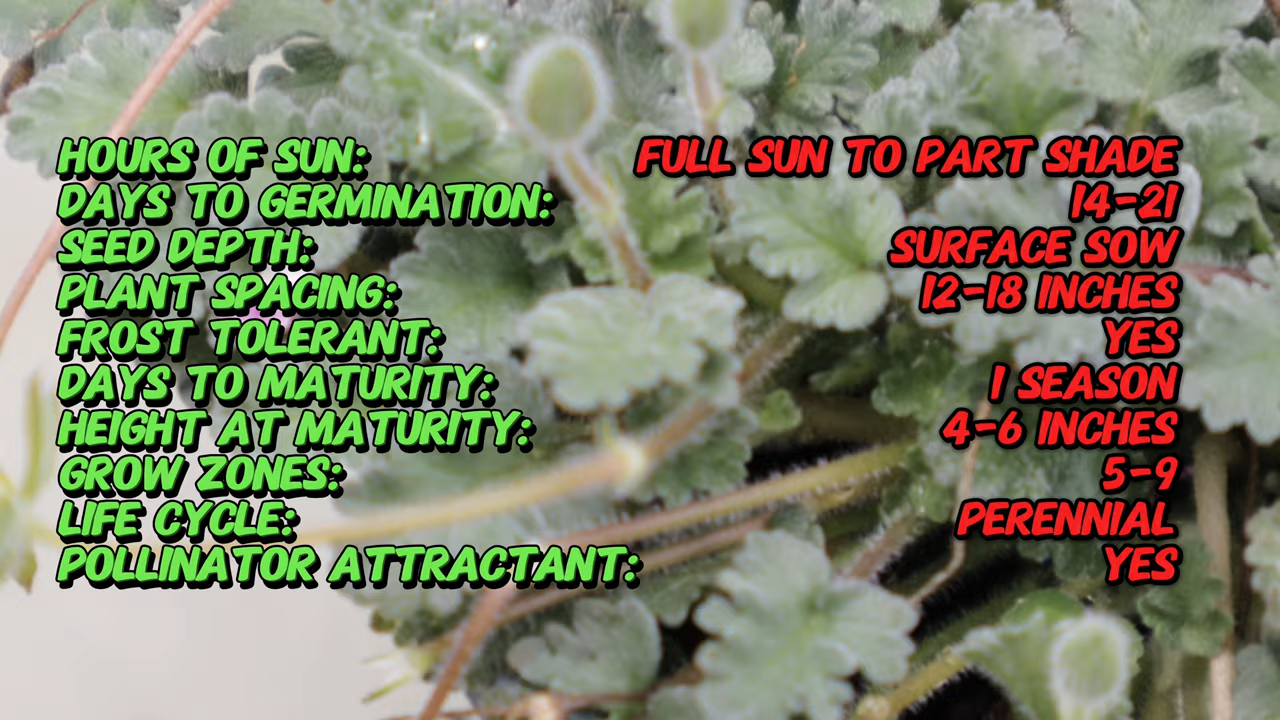 HOURS OF SUN: FULL SUN TO PART SHADE
DAYS TO GERMINATION: 14-21
SEED DEPTH: SURFACE SOW
PLANT SPACING: 12-18 INCHES
FROST TOLERANT: YES
DAYS TO MATURITY: 1 SEASON
HEIGHT AT MATURITY: 4-6 INCHES
GROW ZONES: 5-9
LIFE CYCLE: PERENNIAL
POLLINATOR ATTRACTANT: YES